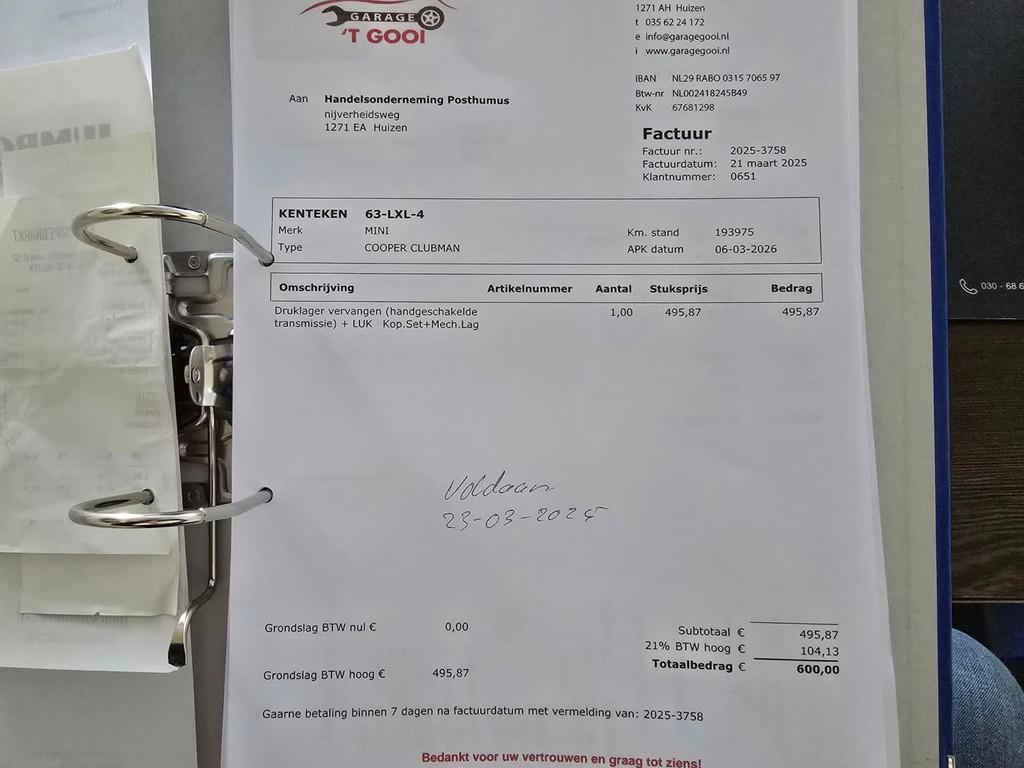 GARAGE
'T GOOI
1271 AH Huizen
t 035 62 24 172
e info@garagegooi.nl
i www.garagegooi.nl
IBAN NL29 RABO 0315 7065 97
Btw-nr NL002418245B49
KvK 67681298
Aan Handelsonderneming Posthumus
nijverheidsweg
1271 EA Huizen
Factuur
Factuur nr.: 2025-3758
Factuurdatum: 21 maart 2025
Klantnummer: 0651
KENTEKEN 63-LXL-4
Merk MINI Km. stand 193975
Type COOPER CLUBMAN APK datum 06-03-2026
Omschrijving Artikelnummer Aantal Stuksprijs Bedrag
Druklager vervangen (handgeschakelde 1,00 495,87 495,87
transmissie) + LUK Kop.Set+Mech.Lag
Voldaan
23-03-2025
Grondslag BTW nul € 0,00
Subtotaal € 495,87
21% BTW hoog € 104,13
Totaalbedrag € 600,00
Grondslag BTW hoog € 495,87
Gaarne betaling binnen 7 dagen na factuurdatum met vermelding van: 2025-3758
Bedankt voor uw vertrouwen en graag tot ziens!
030 - 68 6